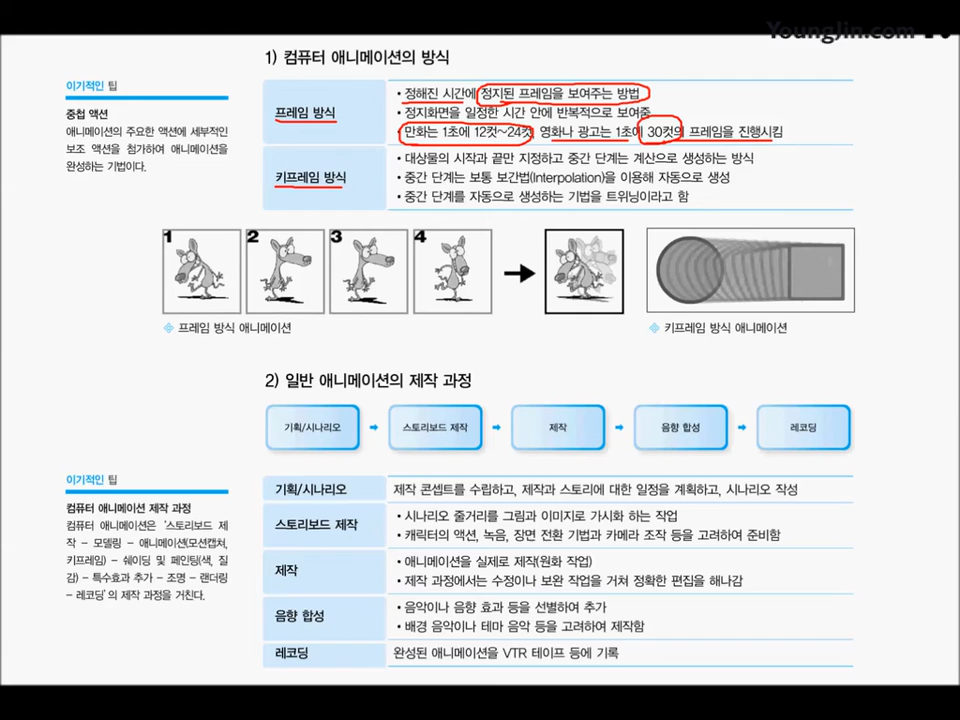 YoungJin.com
1) 컴퓨터 애니메이션의 방식
이기적인 팁
중첩 액션
애니메이션의 주요한 액션에 세부적인
보조 액션을 첨가하여 애니메이션을
완성하는 기법이다.
프레임 방식
• 정해진 시간에 정지된 프레임을 보여주는 방법
• 정지화면을 일정한 시간 안에 반복적으로 보여줌
• 만화는 1초에 12컷~24컷, 영화나 광고는 1초에 30컷의 프레임을 진행시킴
키프레임 방식
• 대상물의 시작과 끝만 지정하고 중간 단계는 계산으로 생성하는 방식
• 중간 단계는 보통 보간법(Interpolation)을 이용해 자동으로 생성
• 중간 단계를 자동으로 생성하는 기법을 트위닝이라고 함
1 2 3 4
프레임 방식 애니메이션
키프레임 방식 애니메이션
2) 일반 애니메이션의 제작 과정
기획/시나리오
스토리보드 제작
제작
음향 합성
레코딩
이기적인 팁
컴퓨터 애니메이션 제작 과정
컴퓨터 애니메이션은 '스토리보드 제
작 – 모델링 – 애니메이션(모션캡쳐,
키프레임) – 쉐이딩 및 페인팅(색, 질
감) – 특수효과 추가 – 조명 – 랜더링
– 레코딩'의 제작 과정을 거친다.
기획/시나리오
제작 콘셉트를 수립하고, 제작과 스토리에 대한 일정을 계획하고, 시나리오 작성
스토리보드 제작
• 시나리오 줄거리를 그림과 이미지로 가시화 하는 작업
• 캐릭터의 액션, 녹음, 장면 전환 기법과 카메라 조작 등을 고려하여 준비함
제작
• 애니메이션을 실제로 제작(원화 작업)
• 제작 과정에서는 수정이나 보완 작업을 거쳐 정확한 편집을 해나감
음향 합성
• 음악이나 음향 효과 등을 선별하여 추가
• 배경 음악이나 테마 음악 등을 고려하여 제작함
레코딩
완성된 애니메이션을 VTR 테이프 등에 기록